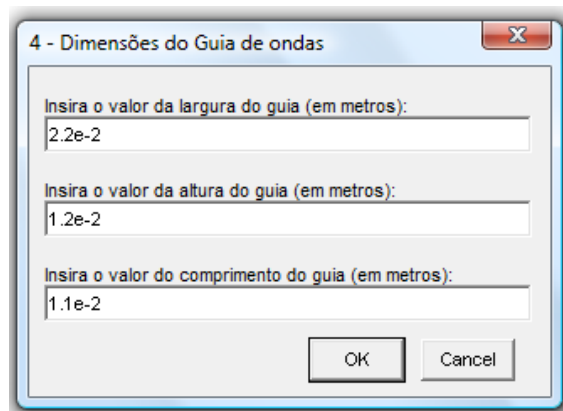 4 - Dimensões do Guia de ondas
Insira o valor da largura do guia (em metros):
2.2e-2
Insira o valor da altura do guia (em metros):
1.2e-2
Insira o valor do comprimento do guia (em metros):
1.1e-2
OK Cancel